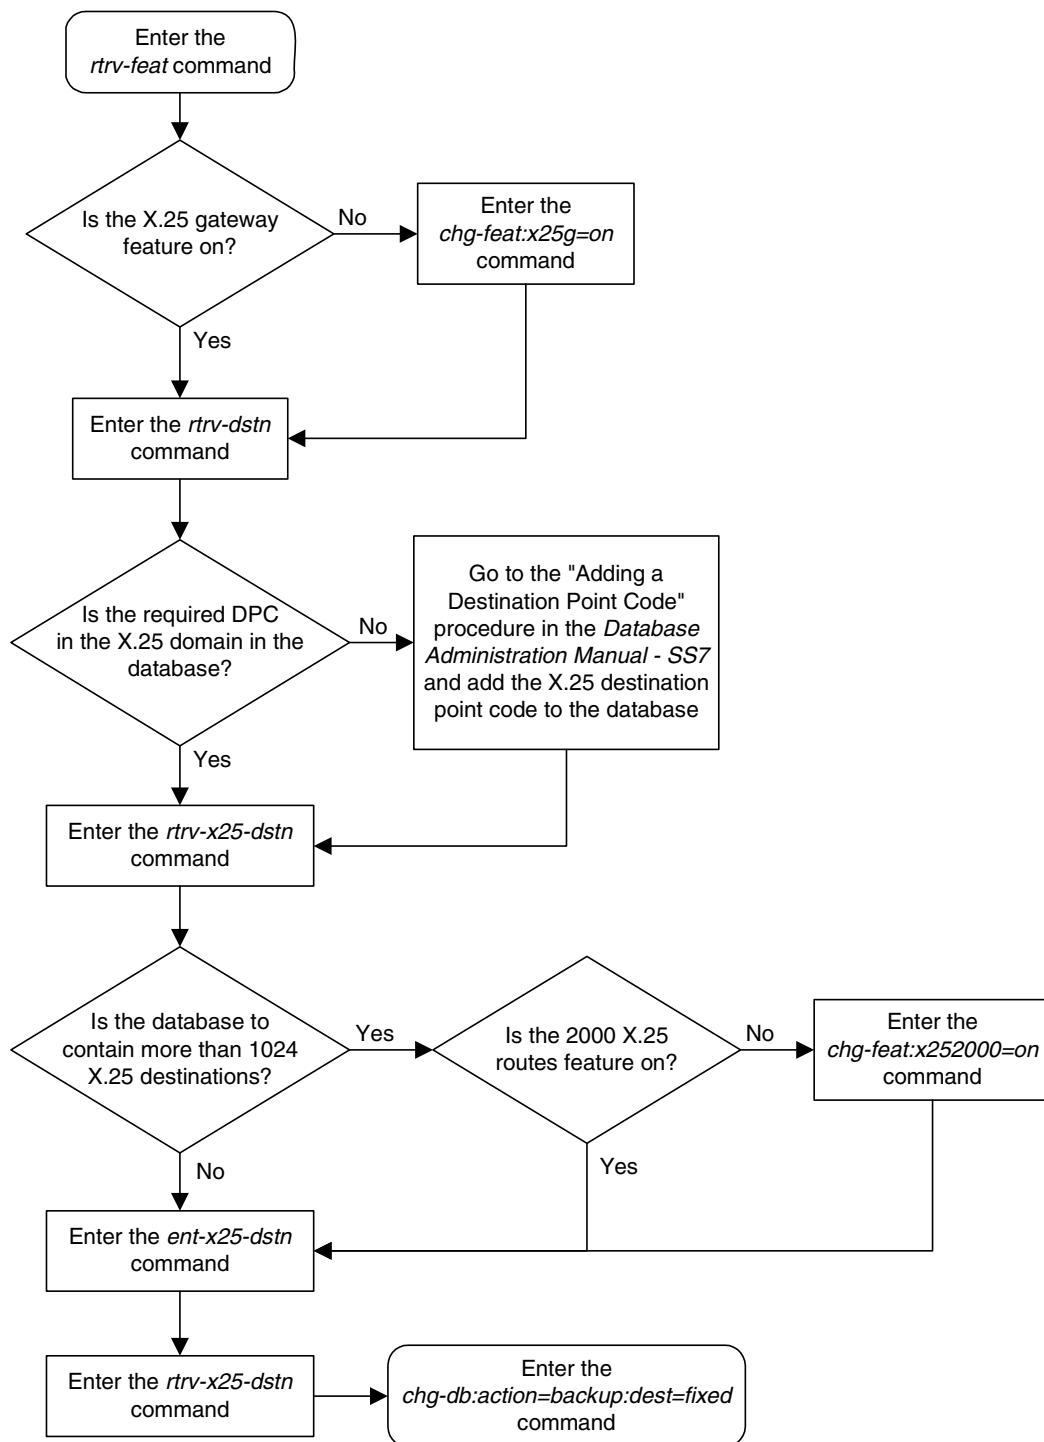 Enter the
rtrv-feat command
Is the X.25 gateway
feature on?
No
Enter the
chg-feat:x25g=on
command
Yes
Enter the rtrv-dstn
command
Is the required DPC
in the X.25 domain in the
database?
No
Go to the "Adding a
Destination Point Code"
procedure in the Database
Administration Manual - SS7
and add the X.25 destination
point code to the database
Yes
Enter the rtrv-x25-dstn
command
Is the database to
contain more than 1024
X.25 destinations?
Yes
Is the 2000 X.25
routes feature on?
No
Enter the
chg-feat:x252000=on
command
Yes
No
Enter the ent-x25-dstn
command
Enter the rtrv-x25-dstn
command
Enter the
chg-db:action=backup:dest=fixed
command